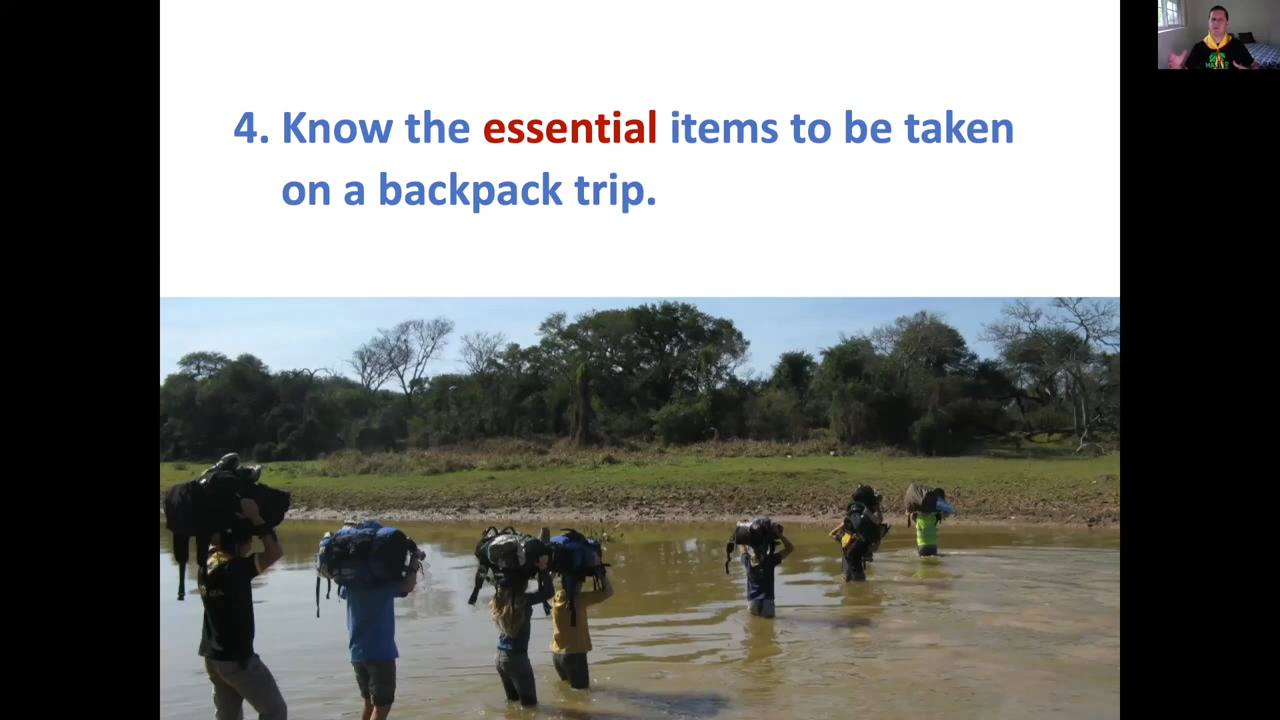 4. Know the essential items to be taken
on a backpack trip.